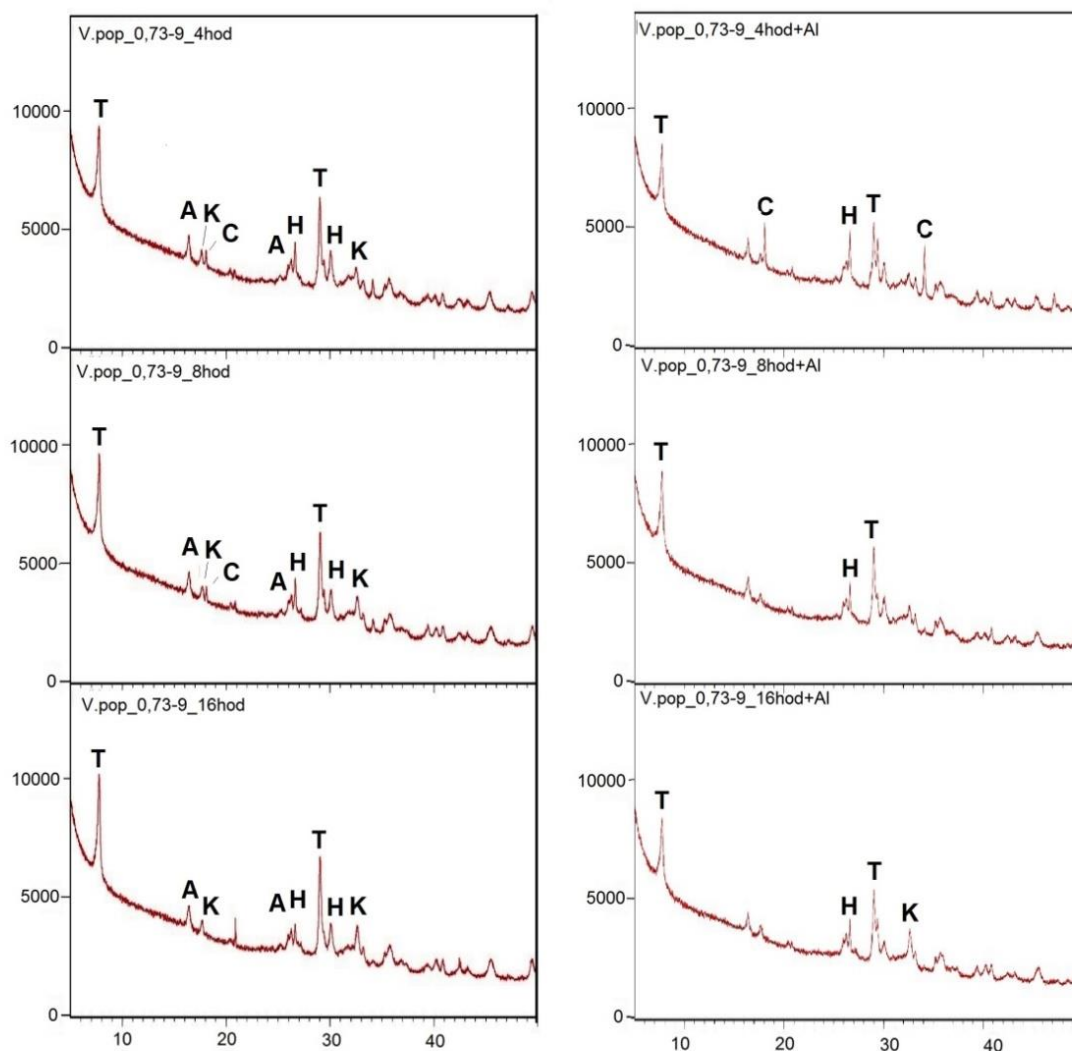 V.pop_0,73-9_4hod
10000
5000
0
T
A
K
C
A
H
T
H
K
V.pop_0,73-9_4hod+Al
10000
5000
0
T
C
H
T
C
V.pop_0,73-9_8hod
10000
5000
0
T
A
K
C
A
H
T
H
K
V.pop_0,73-9_8hod+Al
10000
5000
0
T
H
T
V.pop_0,73-9_16hod
10000
5000
0
T
A
K
A
H
T
H
K
10 20 30 40
V.pop_0,73-9_16hod+Al
10000
5000
0
T
H
T
K
10 20 30 40